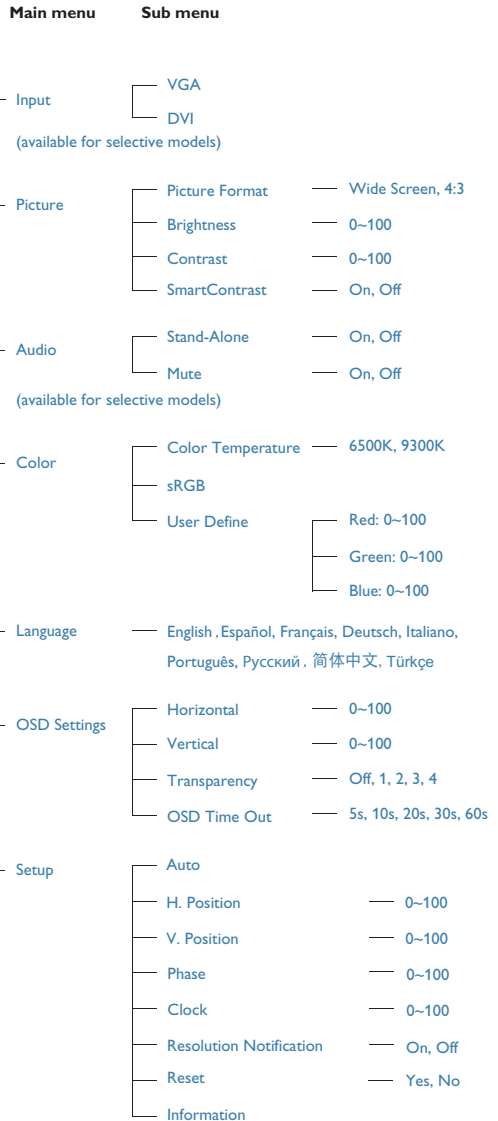 Main menu Sub menu
VGA
Input
DVI
(available for selective models)
Picture Format Wide Screen, 4:3
Picture
Brightness 0~100
Contrast 0~100
SmartContrast On, Off
Stand-Alone On, Off
Audio
Mute On, Off
(available for selective models)
Color Temperature 6500K, 9300K
Color
sRGB
User Define Red: 0~100
Green: 0~100
Blue: 0~100
Language English , Español, Français, Deutsch, Italiano,
Português, Русский , 简体中文, Türkçe
Horizontal 0~100
OSD Settings
Vertical 0~100
Transparency Off, 1, 2, 3, 4
OSD Time Out 5s, 10s, 20s, 30s, 60s
Auto
Setup
H. Position 0~100
V. Position 0~100
Phase 0~100
Clock 0~100
Resolution Notification On, Off
Reset Yes, No
Information